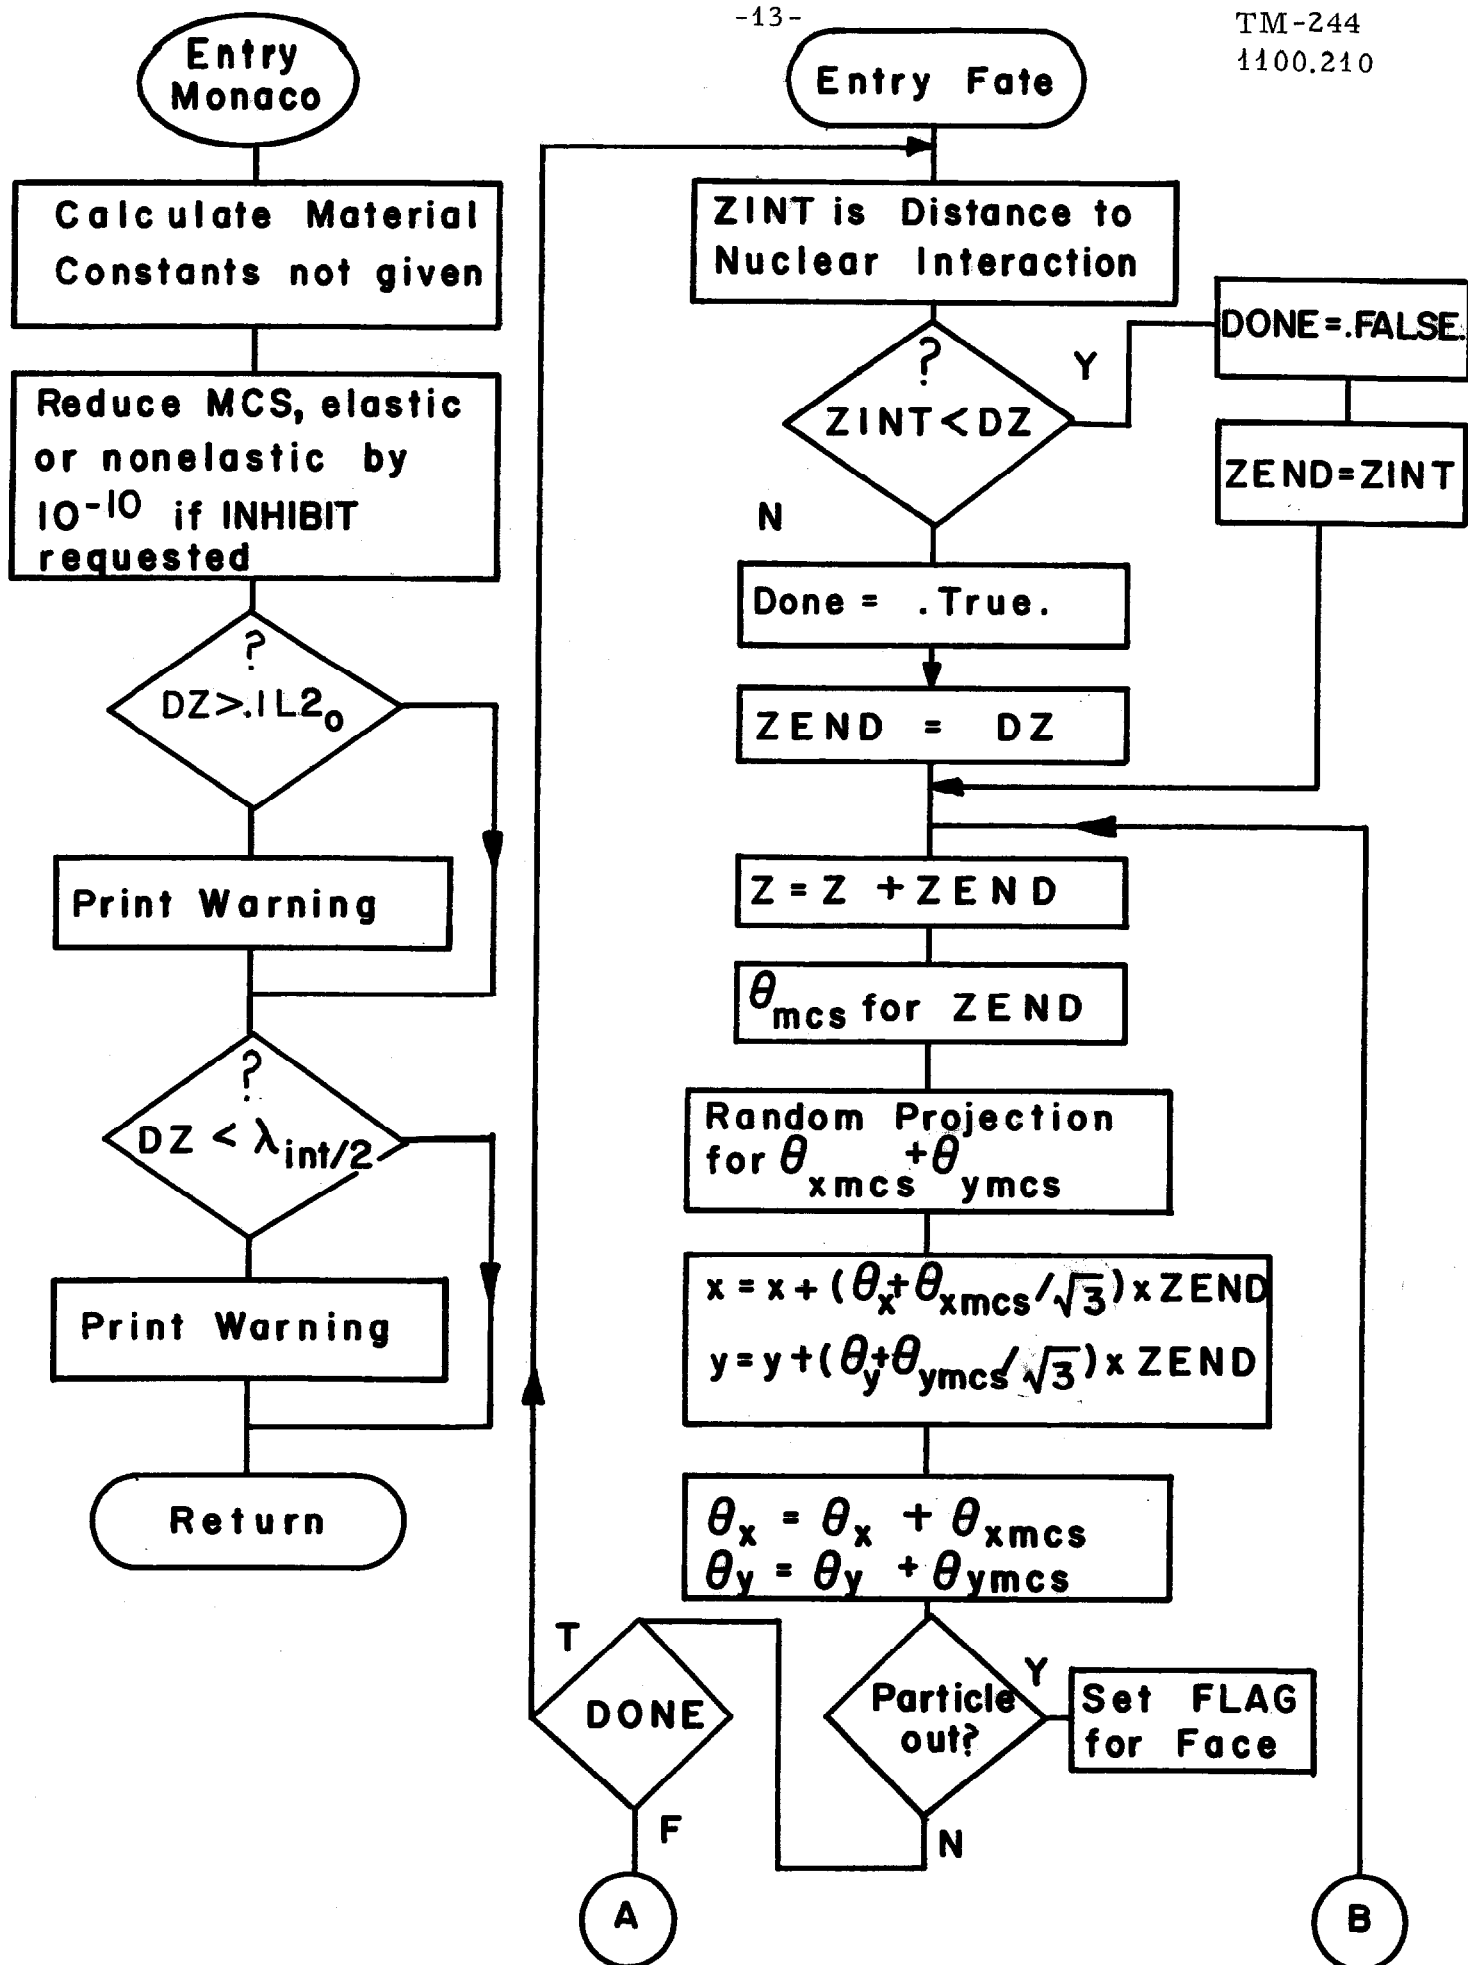 -13-
TM-244
1100.210
Entry
Monaco
Calculate Material
Constants not given
Reduce MCS, elastic
or nonelastic by
10⁻¹⁰ if INHIBIT
requested
?
DZ>.1L2₀
Print Warning
?
DZ < λint/2
Print Warning
Return
Entry Fate
ZINT is Distance to
Nuclear Interaction
?
ZINT<DZ
Y
N
DONE=.FALSE.
ZEND=ZINT
Done = .True.
ZEND = DZ
Z = Z + ZEND
θmcs for ZEND
Random Projection
for θxmcs + θymcs
x = x + (θx+θxmcs/√3) x ZEND
y = y + (θy+θymcs/√3) x ZEND
θx = θx + θxmcs
θy = θy + θymcs
Particle
out?
Y
N
Set FLAG
for Face
DONE
T
F
A
B